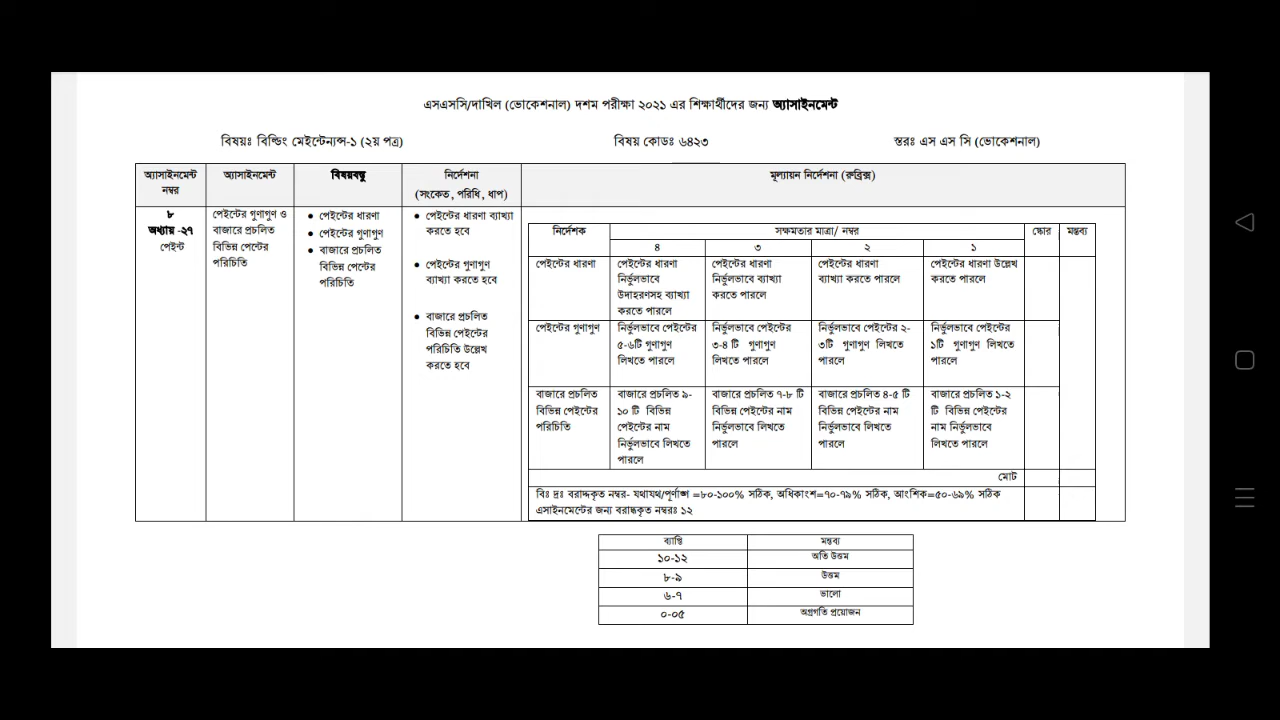 এসএসসি/দাখিল (ভোকেশনাল) দশম পরীক্ষা ২০২১ এর শিক্ষার্থীদের জন্য অ্যাসাইনমেন্ট
বিষয়ঃ বিল্ডিং মেইন্টেন্যন্স-১ (২য় পত্র) বিষয় কোডঃ ৬৪২৩ স্তরঃ এস এস সি (ভোকেশনাল)
অ্যাসাইনমেন্ট নম্বর
অ্যাসাইনমেন্ট
বিষয়বস্তু
নির্দেশনা
(সংকেত, পরিধি, ধাপ)
মূল্যায়ন নির্দেশনা (রুব্রিক্স)
৮
অধ্যায় -২৭
পেইন্ট
পেইন্টের গুণাগুণ ও
বাজারে প্রচলিত
বিভিন্ন পেন্টের
পরিচিতি
• পেইন্টের ধারণা
• পেইন্টের গুণাগুণ
• বাজারে প্রচলিত
বিভিন্ন পেন্টের
পরিচিতি
• পেইন্টের ধারণা ব্যাখ্যা
করতে হবে
• পেইন্টের গুণাগুণ
ব্যাখ্যা করতে হবে
• বাজারে প্রচলিত
বিভিন্ন পেইন্টের
পরিচিতি উল্লেখ
করতে হবে
নির্দেশক
সক্ষমতার মাত্রা/ নম্বর
স্কোর
মন্তব্য
৪ ৩ ২ ১
পেইন্টের ধারণা
পেইন্টের ধারণা
নির্ভুলভাবে
উদাহরণসহ ব্যাখ্যা
করতে পারলে
পেইন্টের ধারণা
নির্ভুলভাবে ব্যাখ্যা
করতে পারলে
পেইন্টের ধারণা
ব্যাখ্যা করতে পারলে
পেইন্টের ধারণা উল্লেখ
করতে পারলে
পেইন্টের গুণাগুণ
নির্ভুলভাবে পেইন্টের
৫-৬টি গুণাগুণ
লিখতে পারলে
নির্ভুলভাবে পেইন্টের
৩-৪ টি গুণাগুণ
লিখতে পারলে
নির্ভুলভাবে পেইন্টের ২-
৩টি গুণাগুণ লিখতে
পারলে
নির্ভুলভাবে পেইন্টের
১টি গুণাগুণ লিখতে
পারলে
বাজারে প্রচলিত
বিভিন্ন পেইন্টের
পরিচিতি
বাজারে প্রচলিত ৯-
১০ টি বিভিন্ন
পেইন্টের নাম
নির্ভুলভাবে লিখতে
পারলে
বাজারে প্রচলিত ৭-৮ টি
বিভিন্ন পেইন্টের নাম
নির্ভুলভাবে লিখতে
পারলে
বাজারে প্রচলিত ৪-৫ টি
বিভিন্ন পেইন্টের নাম
নির্ভুলভাবে লিখতে
পারলে
বাজারে প্রচলিত ১-২
টি বিভিন্ন পেইন্টের
নাম নির্ভুলভাবে
লিখতে পারলে
মোট
বিঃ দ্রঃ বরাদ্দকৃত নম্বর- যথাযথ/পূর্ণাঙ্গ =৮০-১০০% সঠিক, অধিকাংশ=৭০-৭৯% সঠিক, আংশিক=৫০-৬৯% সঠিক
এসাইনমেন্টের জন্য বরাদ্ধকৃত নম্বরঃ ১২
ব্যাপ্তি মন্তব্য
১০-১২ অতি উত্তম
৮-৯ উত্তম
৬-৭ ভালো
০-০৫ অগ্রগতি প্রয়োজন